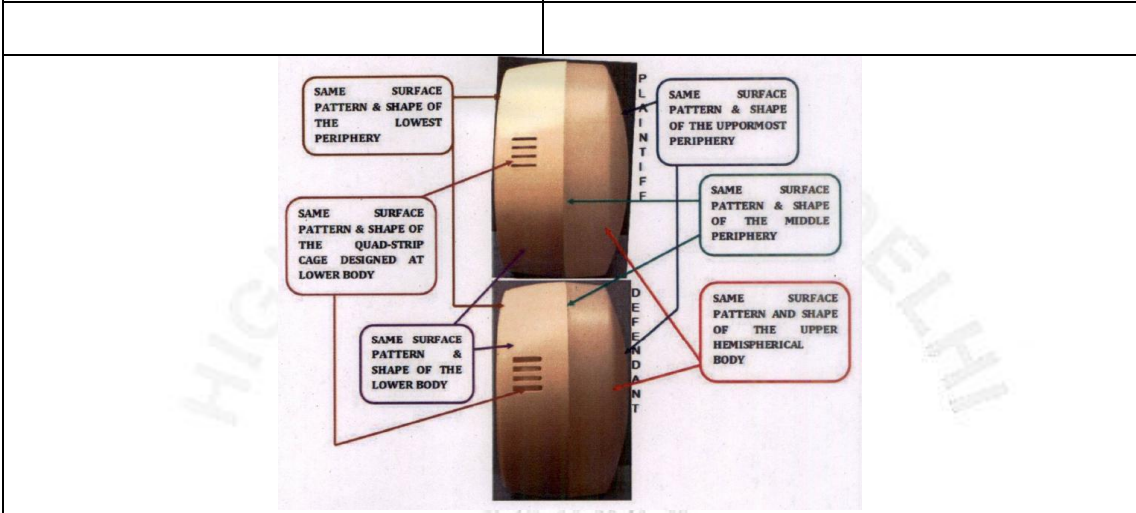 SAME SURFACE
PATTERN & SHAPE OF
THE LOWEST
PERIPHERY
PLAINTIFF
SAME SURFACE
PATTERN & SHAPE
OF THE UPPORMOST
PERIPHERY
SAME SURFACE
PATTERN & SHAPE
OF THE MIDDLE
PERIPHERY
SAME SURFACE
PATTERN & SHAPE OF
THE QUAD-STRIP
CAGE DESIGNED AT
LOWER BODY
DEFENDANT
SAME SURFACE
PATTERN AND SHAPE
OF THE UPPER
HEMISPHERICAL
BODY
SAME SURFACE
PATTERN &
SHAPE OF THE
LOWER BODY
HIG
DELHI